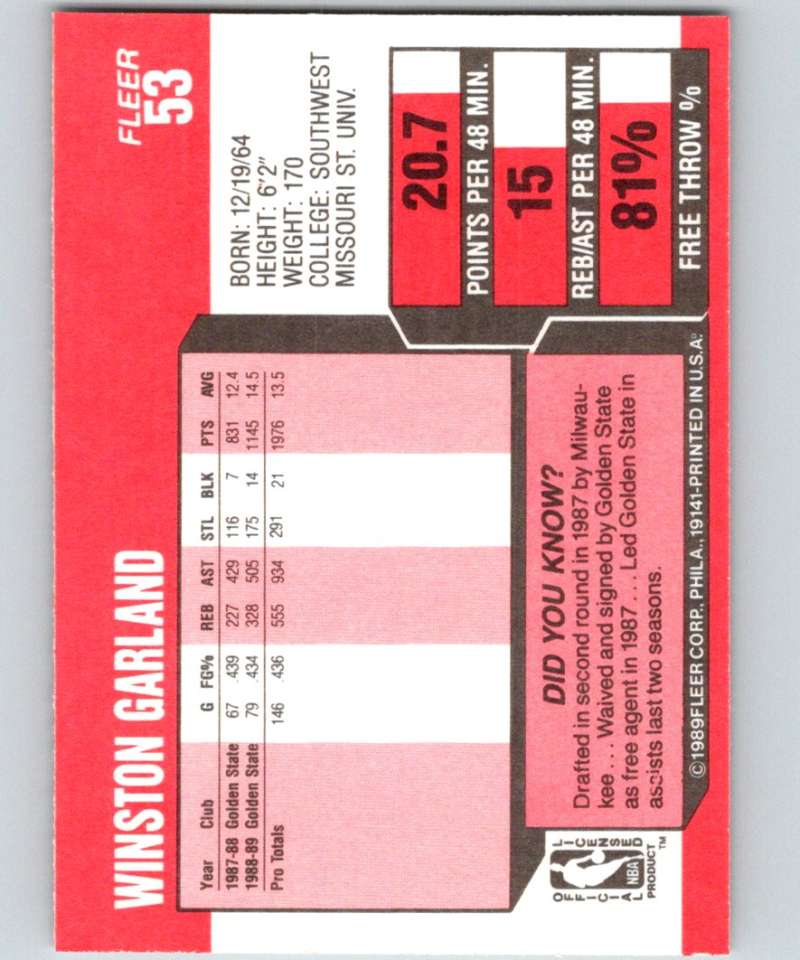 WINSTON GARLAND
FLEER
53
Year Club G FG% REB AST STL BLK PTS AVG
1987-88 Golden State 67 .439 227 429 116 7 831 12.4
1988-89 Golden State 79 .434 328 505 175 14 1145 14.5
Pro Totals 146 .436 555 934 291 21 1976 13.5
BORN: 12/19/64
HEIGHT: 6'2"
WEIGHT: 170
COLLEGE: SOUTHWEST
MISSOURI ST. UNIV.
20.7
POINTS PER 48 MIN.
15
REB/AST PER 48 MIN.
81%
FREE THROW %
DID YOU KNOW?
Drafted in second round in 1987 by Milwau-
kee . . . Waived and signed by Golden State
as free agent in 1987 . . . Led Golden State in
assists last two seasons.
OFFICIAL LICENSED
NBA
PRODUCT™
©1989 FLEER CORP., PHILA., 19141-PRINTED IN U.S.A.